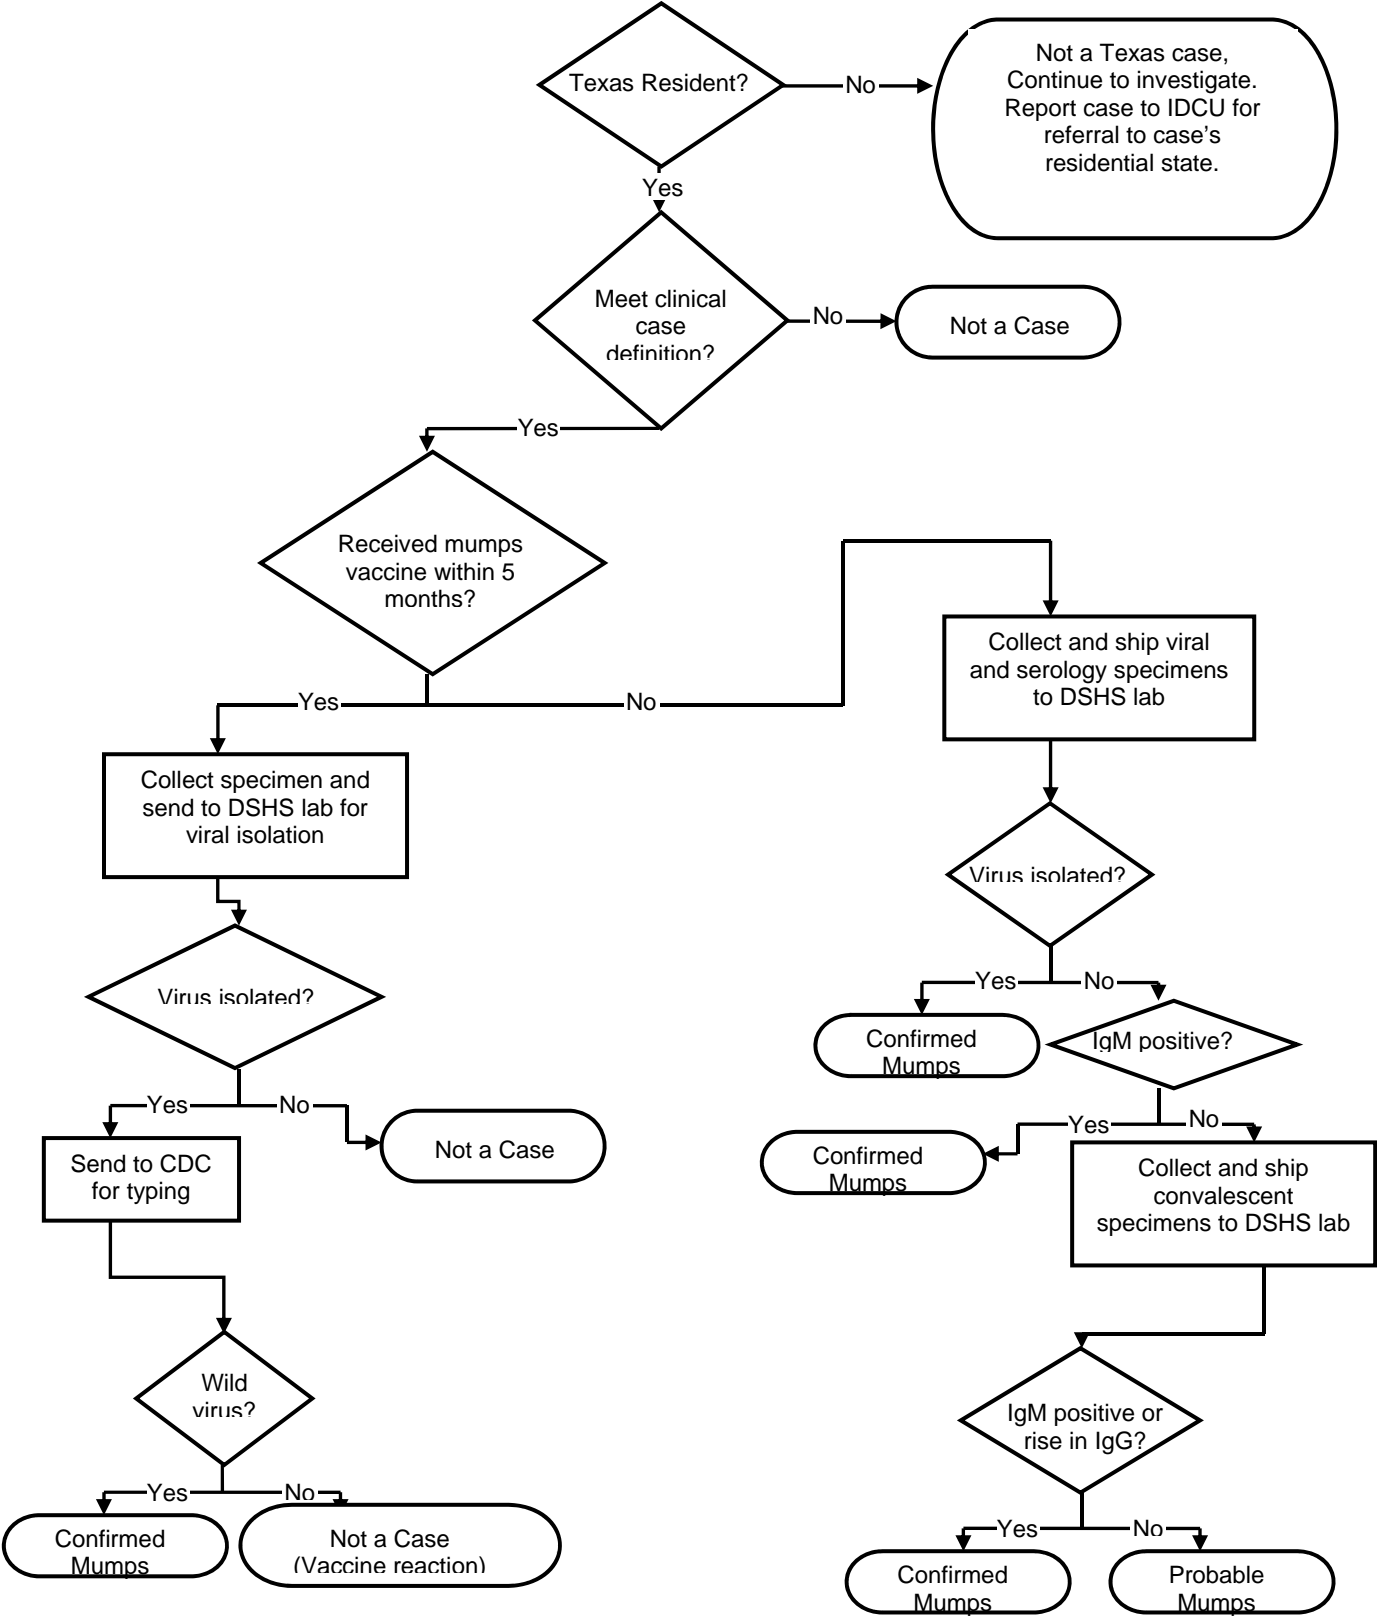 Texas Resident?
No
Not a Texas case,
Continue to investigate.
Report case to IDCU for
referral to case's
residential state.
Yes
Meet clinical
case
definition?
No
Not a Case
Yes
Received mumps
vaccine within 5
months?
Yes
No
Collect and ship viral
and serology specimens
to DSHS lab
Collect specimen and
send to DSHS lab for
viral isolation
Virus isolated?
Virus isolated?
Yes
No
Confirmed
Mumps
IgM positive?
Yes
No
Not a Case
Send to CDC
for typing
Yes
No
Confirmed
Mumps
Collect and ship
convalescent
specimens to DSHS lab
Wild
virus?
IgM positive or
rise in IgG?
Yes
No
Confirmed
Mumps
Not a Case
(Vaccine reaction)
Yes
No
Confirmed
Mumps
Probable
Mumps